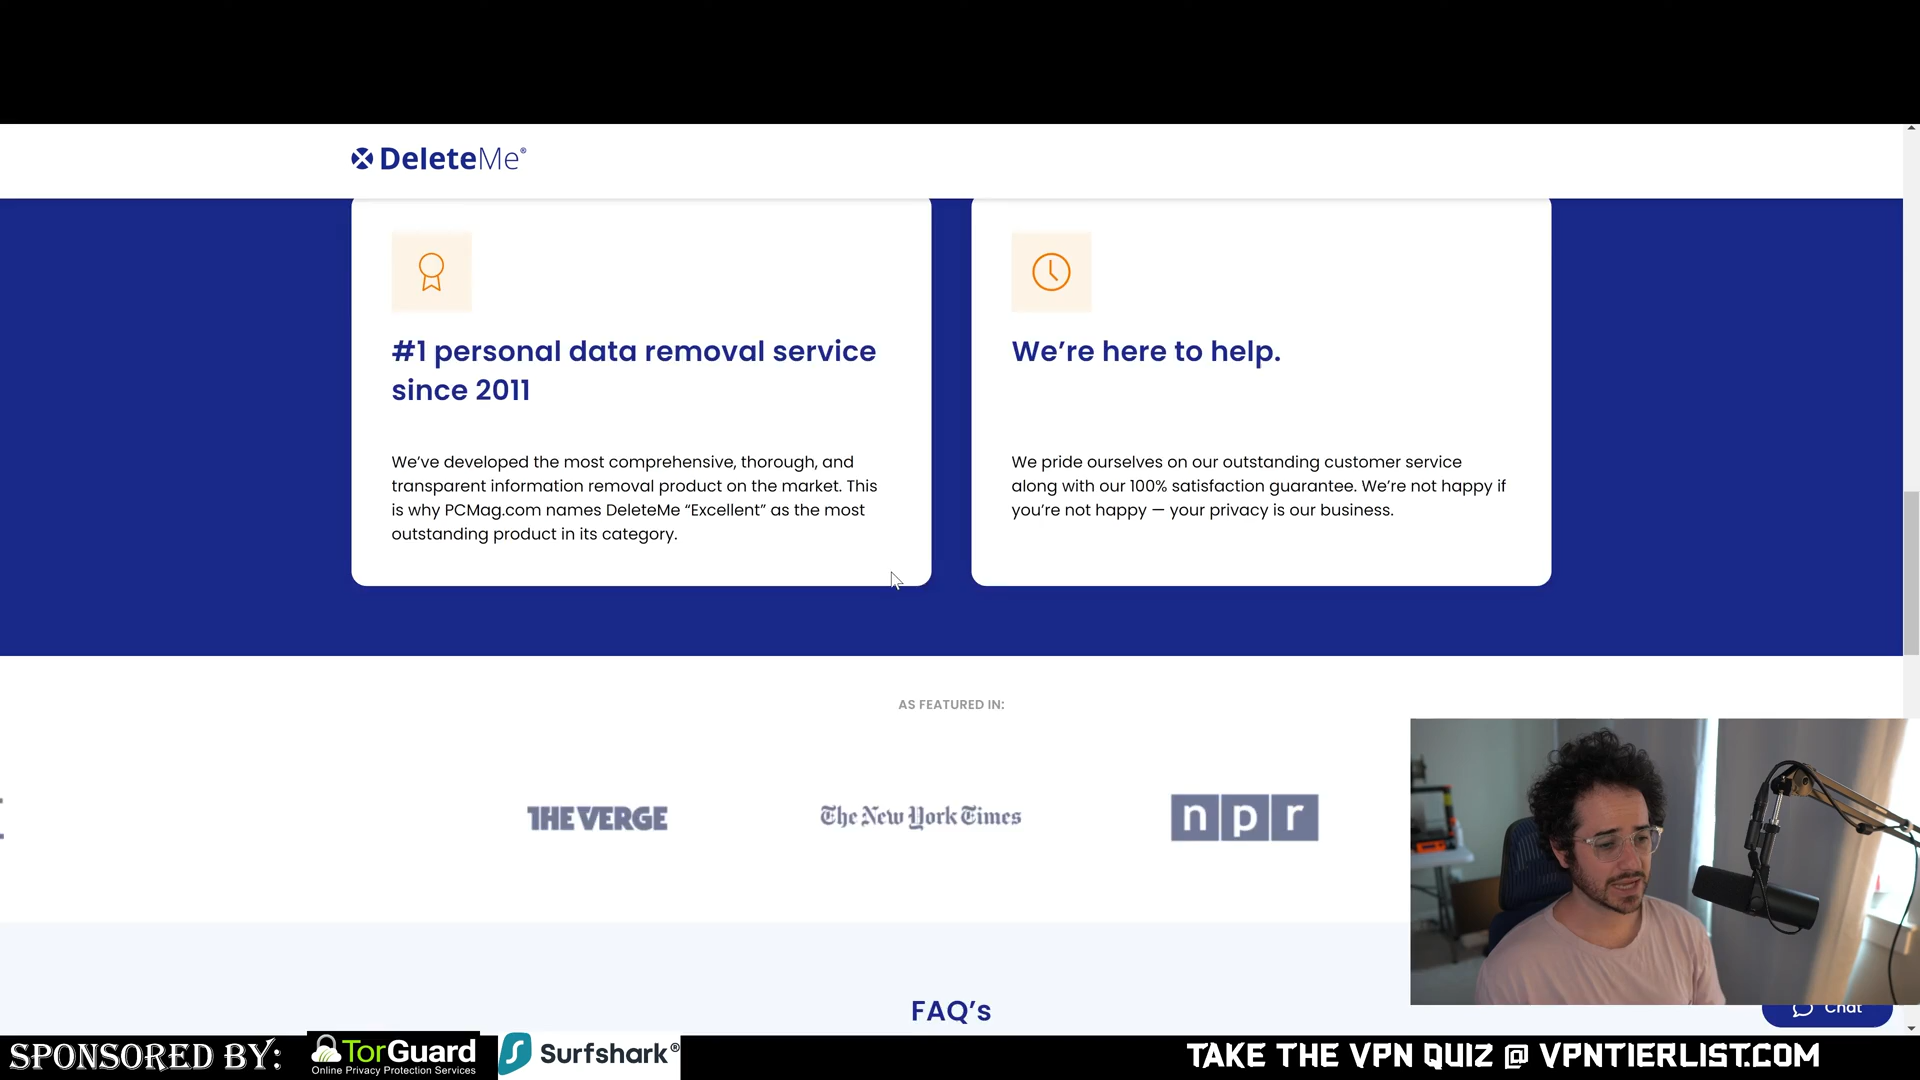 DeleteMe®
#1 personal data removal service
since 2011
We’ve developed the most comprehensive, thorough, and
transparent information removal product on the market. This
is why PCMag.com names DeleteMe “Excellent” as the most
outstanding product in its category.
We’re here to help.
We pride ourselves on our outstanding customer service
along with our 100% satisfaction guarantee. We’re not happy if
you’re not happy — your privacy is our business.
AS FEATURED IN:
THE VERGE
The New York Times
npr
FAQ’s
Chat
SPONSORED BY:
TorGuard
Online Privacy Protection Services
Surfshark®
TAKE THE VPN QUIZ @ VPNTIERLIST.COM